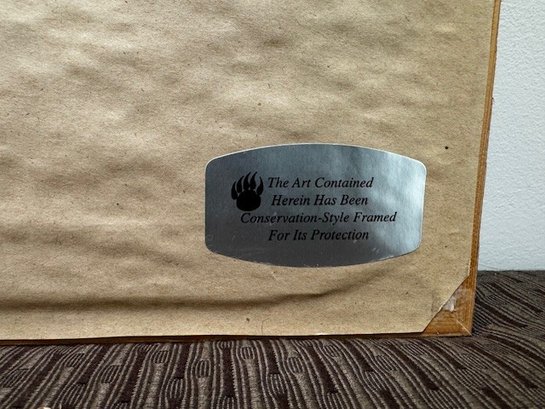 The Art Contained
Herein Has Been
Conservation-Style Framed
For Its Protection